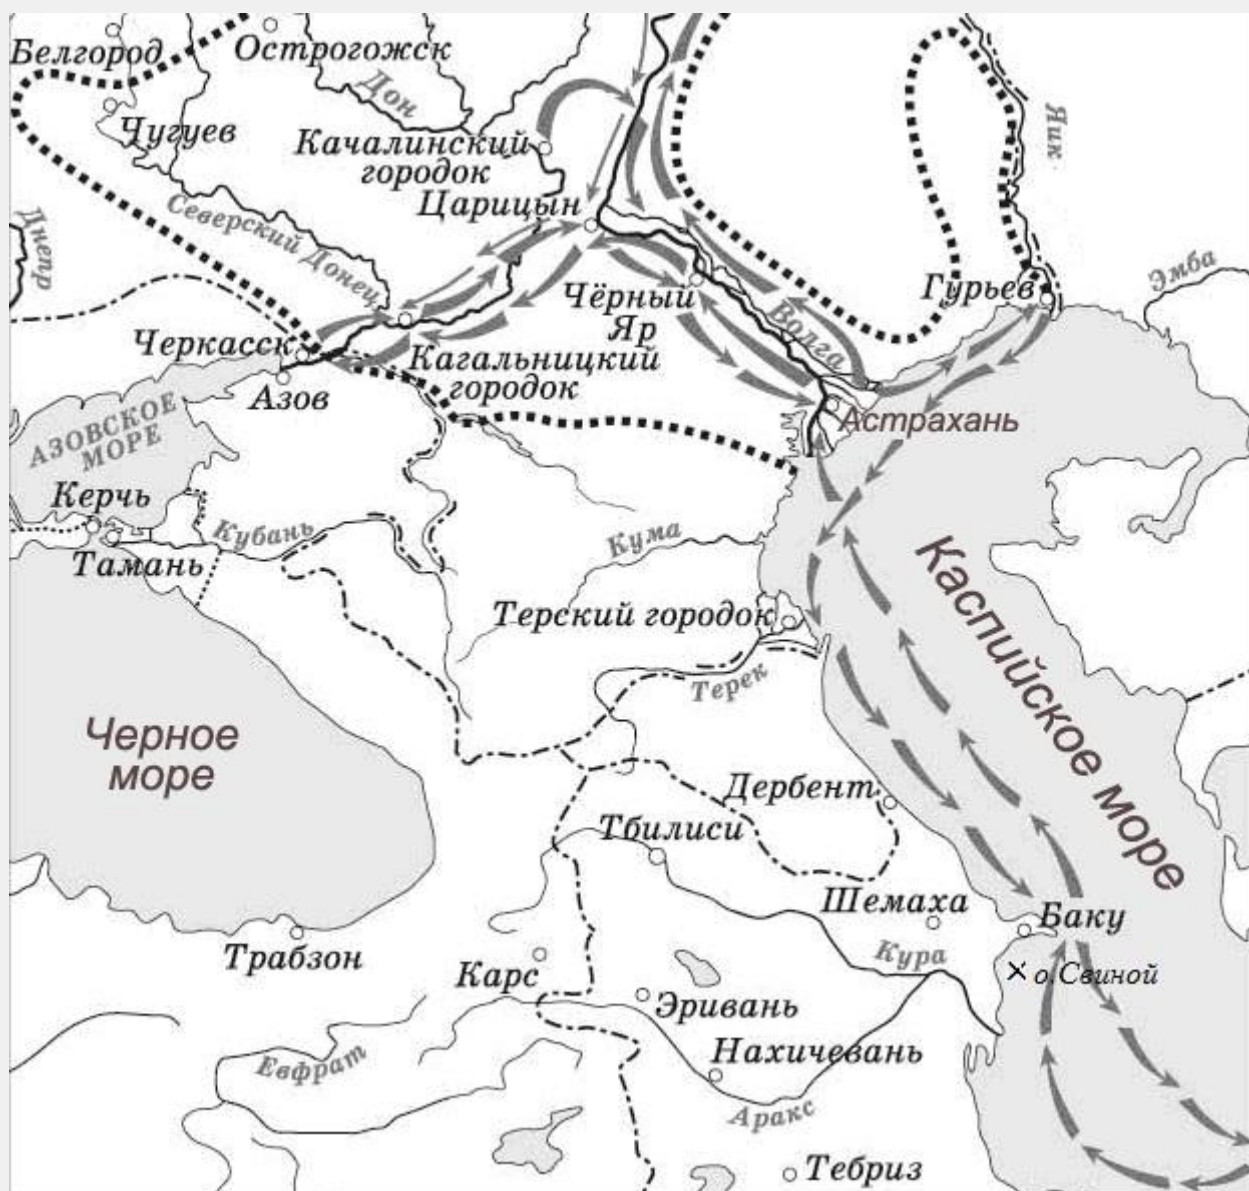 Белгород
Острогожск
Дон
Чугуев
Качалинский
городок
Царицын
Яик
Днепр
Северский Донец
Чёрный
Яр
Волга
Гурьев
Эмба
Черкасск
Кагальницкий
городок
Азов
Астрахань
АЗОВСКОЕ
МОРЕ
Керчь
Кубань
Тамань
Кума
Каспийское море
Терский городок
Терек
Черное
море
Дербент
Тбилиси
Шемаха
Баку
Трабзон
Карс
Кура
о.Свиной
Эривань
Нахичевань
Евфрат
Аракс
Тебриз